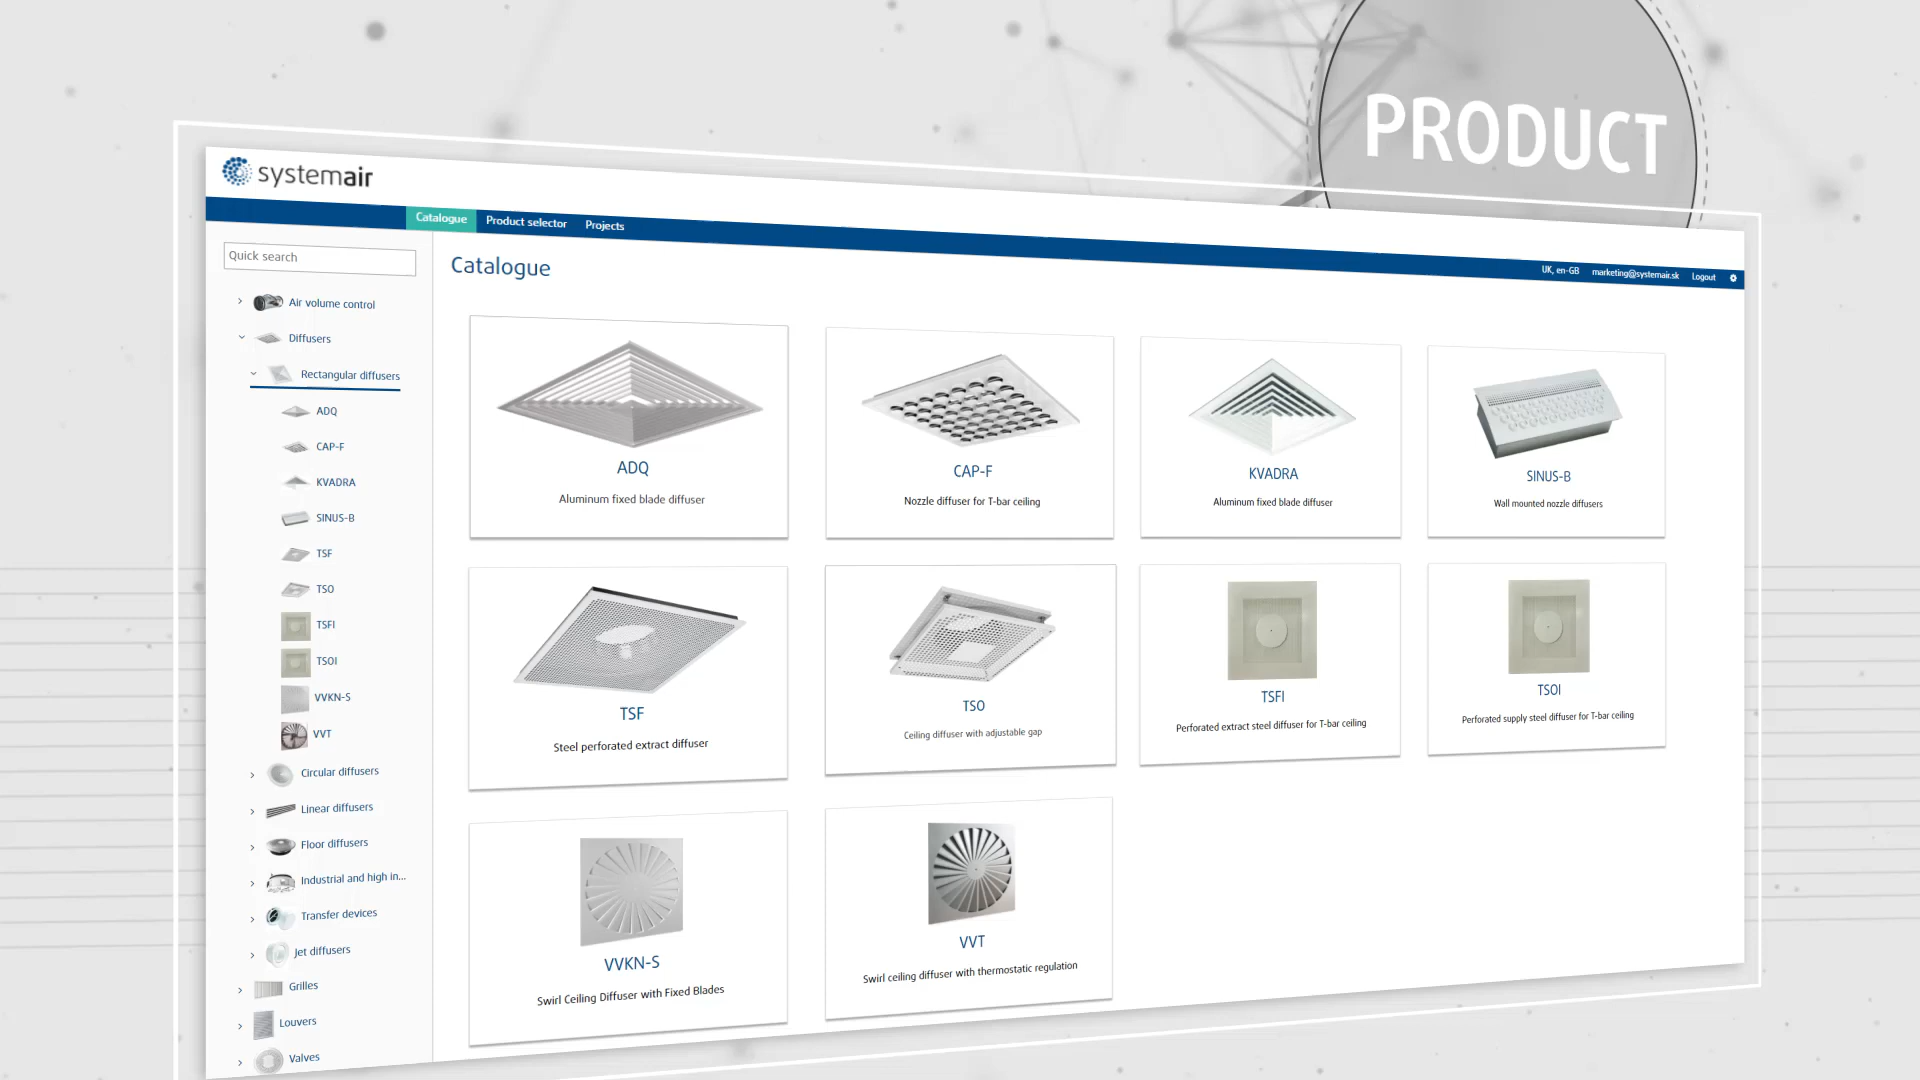 PRODUCT
systemair
Catalogue Product selector Projects
UK, en-GB marketing@systemair.sk Logout
Quick search
Air volume control
Diffusers
Rectangular diffusers
ADQ
CAP-F
KVADRA
SINUS-B
TSF
TSO
TSFI
TSOI
VVKN-S
VVT
Circular diffusers
Linear diffusers
Floor diffusers
Industrial and high in...
Transfer devices
Jet diffusers
Grilles
Louvers
Valves
Catalogue
ADQ
Aluminum fixed blade diffuser
CAP-F
Nozzle diffuser for T-bar ceiling
KVADRA
Aluminum fixed blade diffuser
SINUS-B
Wall mounted nozzle diffusers
TSF
Steel perforated extract diffuser
TSO
Ceiling diffuser with adjustable gap
TSFI
Perforated extract steel diffuser for T-bar ceiling
TSOI
Perforated supply steel diffuser for T-bar ceiling
VVKN-S
Swirl Ceiling Diffuser with Fixed Blades
VVT
Swirl ceiling diffuser with thermostatic regulation